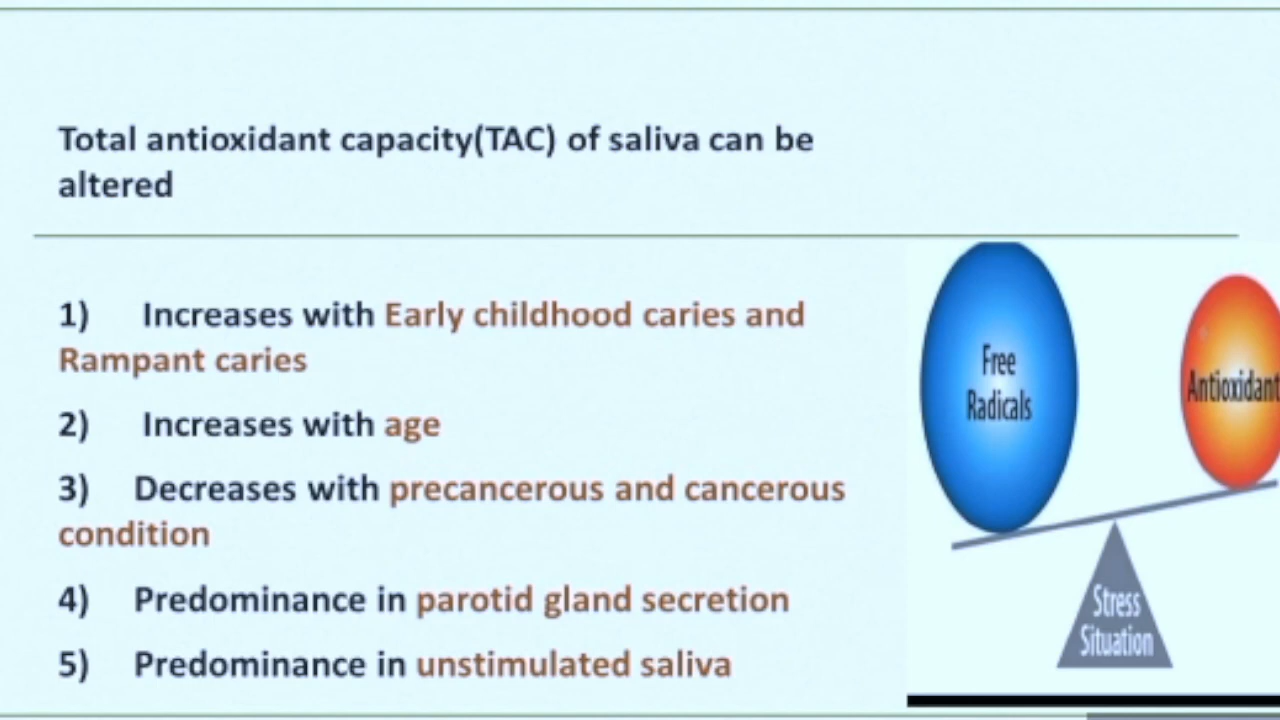 Total antioxidant capacity(TAC) of saliva can be
altered
1) Increases with Early childhood caries and
Rampant caries
2) Increases with age
3) Decreases with precancerous and cancerous
condition
4) Predominance in parotid gland secretion
5) Predominance in unstimulated saliva
Free
Radicals
Antioxidant
Stress
Situation